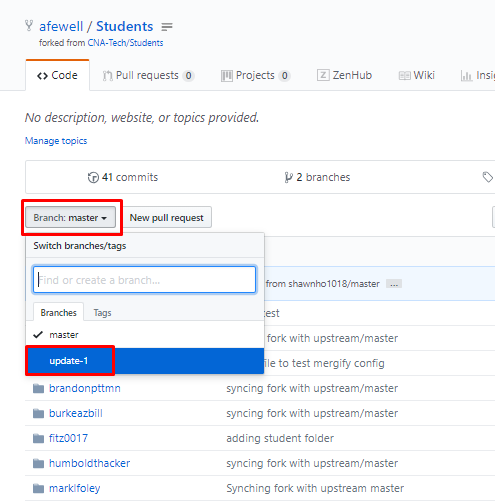 afewell / Students
forked from CNA-Tech/Students
Code Pull requests 0 Projects 0 ZenHub Wiki
No description, website, or topics provided.
Manage topics
41 commits 2 branches
Branch: master New pull request
Switch branches/tags
Find or create a branch...
from shawnho1018/master ...
Branches Tags
master
ng fork with upstream/master
update-1
file to test mergify config
brandonpttmn syncing fork with upstream/master
burkeazbill syncing fork with upstream/master
fitz0017 adding student folder
humboldthacker syncing fork with upstream/master
markifoley syncing fork with upstream master